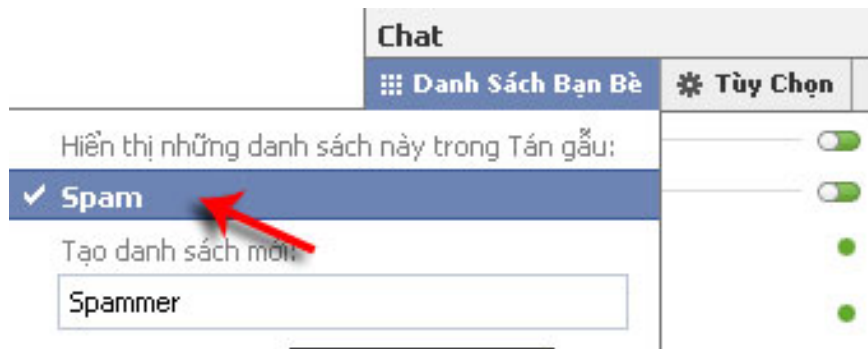 Chat
Danh Sách Bạn Bè Tùy Chọn
Hiển thị những danh sách này trong Tán gẫu:
Spam
Tạo danh sách mới:
Spammer